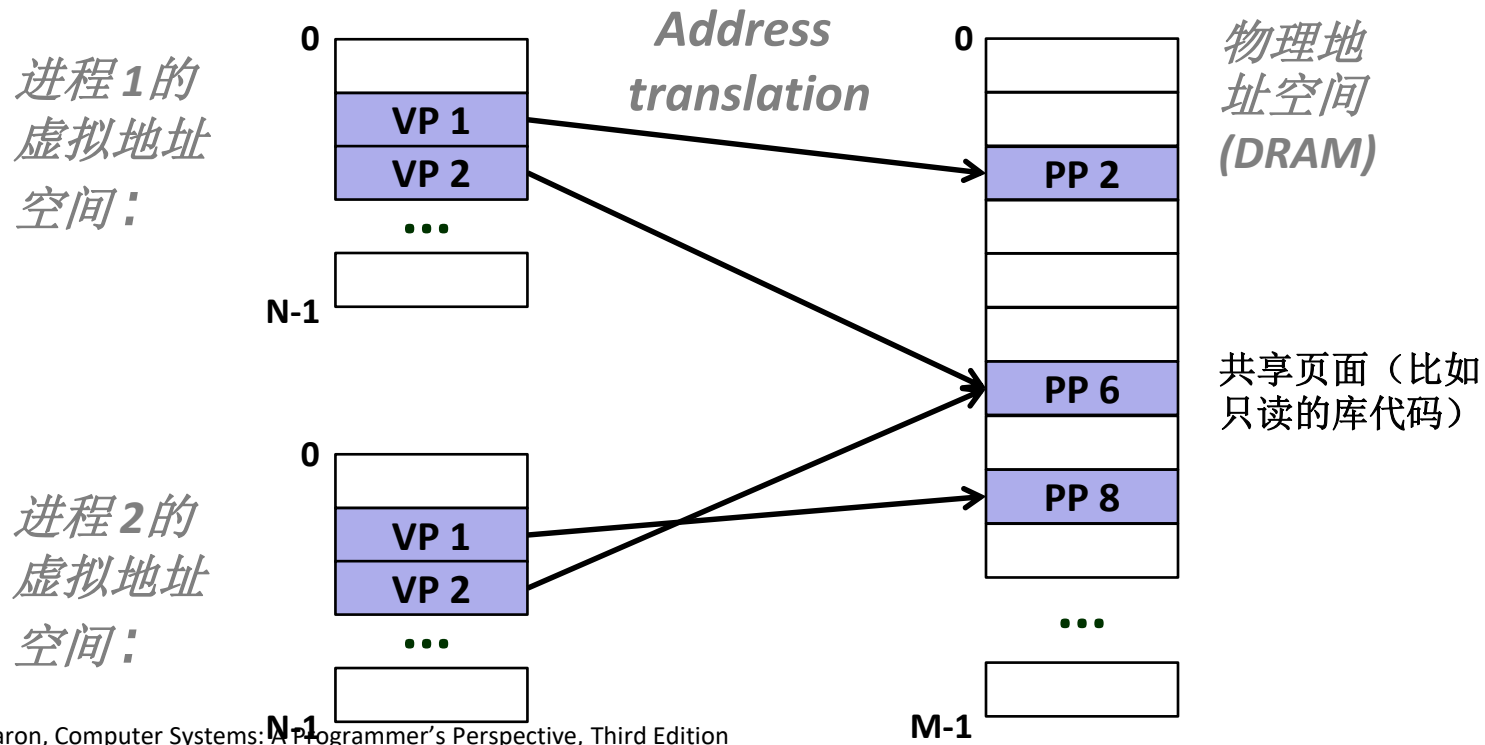 进程 1的
虚拟地址
空间：
0
VP 1
VP 2
...
N-1
Address
translation
0
PP 2
PP 6
PP 8
...
M-1
物理地
址空间
(DRAM)
共享页面（比如
只读的库代码）
进程 2的
虚拟地址
空间：
0
VP 1
VP 2
...
N-1
aron, Computer Systems: A Programmer’s Perspective, Third Edition